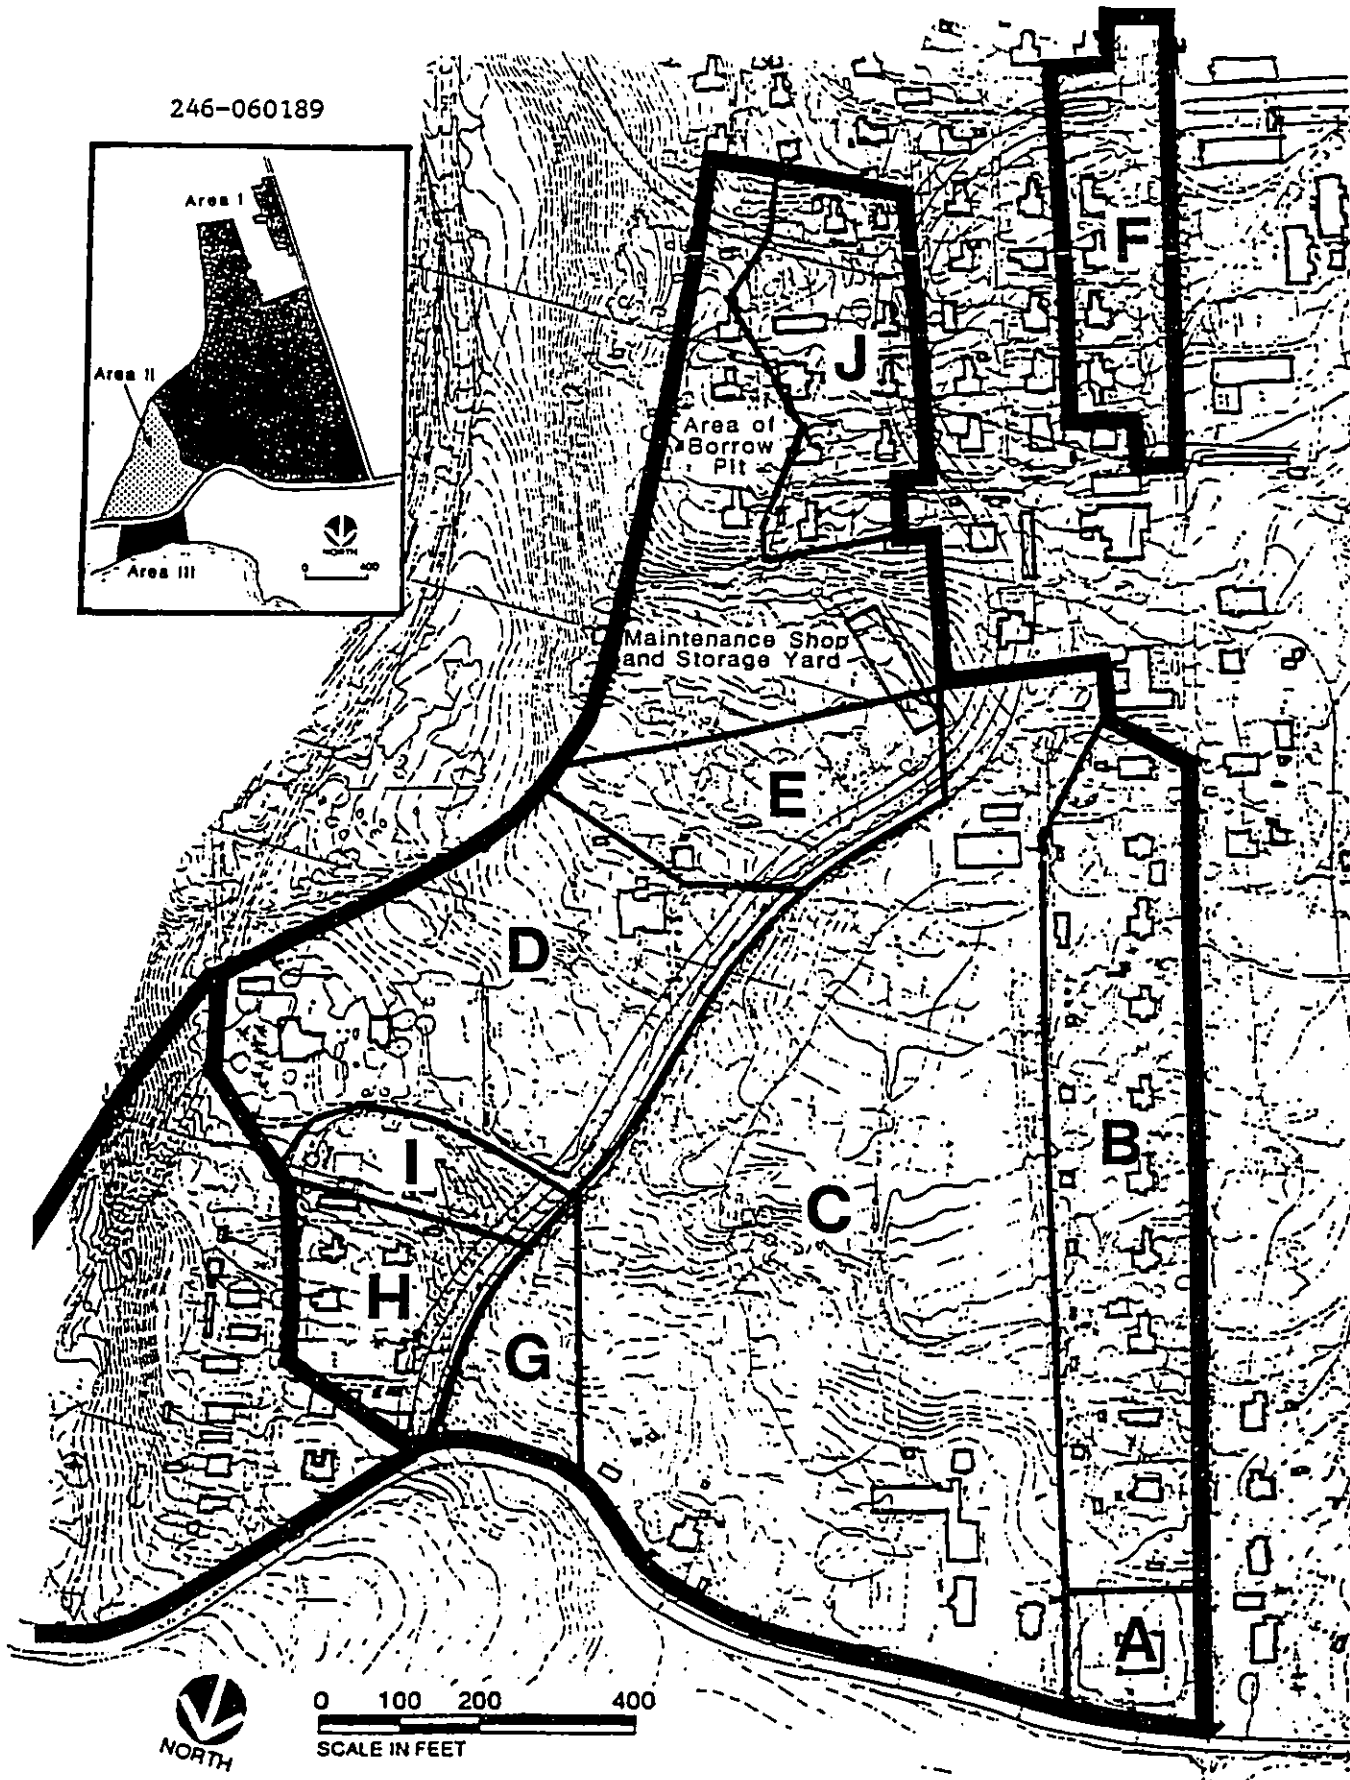 246-060189
Area I
Area II
Area III
NORTH
0 400
F
J
Area of
Borrow
Pit
Maintenance Shop
and Storage Yard
E
D
B
I
C
H
G
A
0 100 200 400
SCALE IN FEET
NORTH